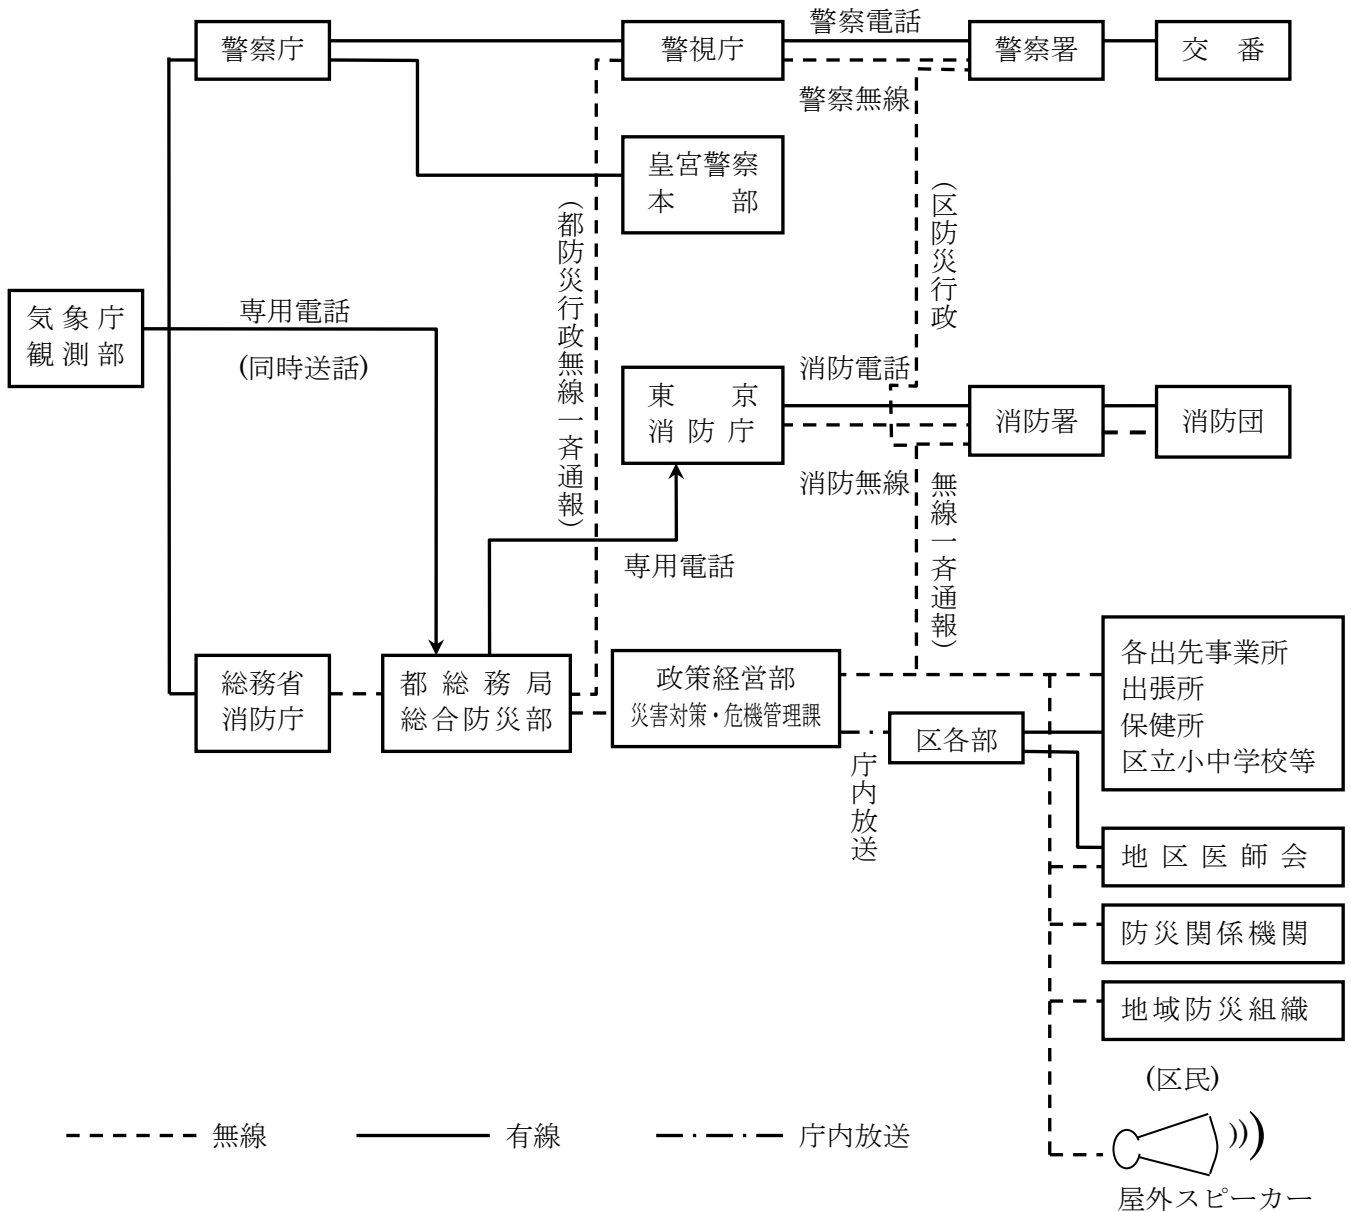 警察庁
警視庁
警察電話
警察署
交 番
警察無線
皇宮警察
本 部
(都防災行政無線一斉通報)
(区防災行政
気象庁
観測部
専用電話
(同時送話)
東 京
消防庁
消防電話
消防署
消防団
消防無線
無線一斉通報)
専用電話
総務省
消防庁
都総務局
総合防災部
政策経営部
災害対策・危機管理課
区各部
庁内放送
各出先事業所
出張所
保健所
区立小中学校等
地区医師会
防災関係機関
地域防災組織
(区民)
無線
有線
庁内放送
屋外スピーカー